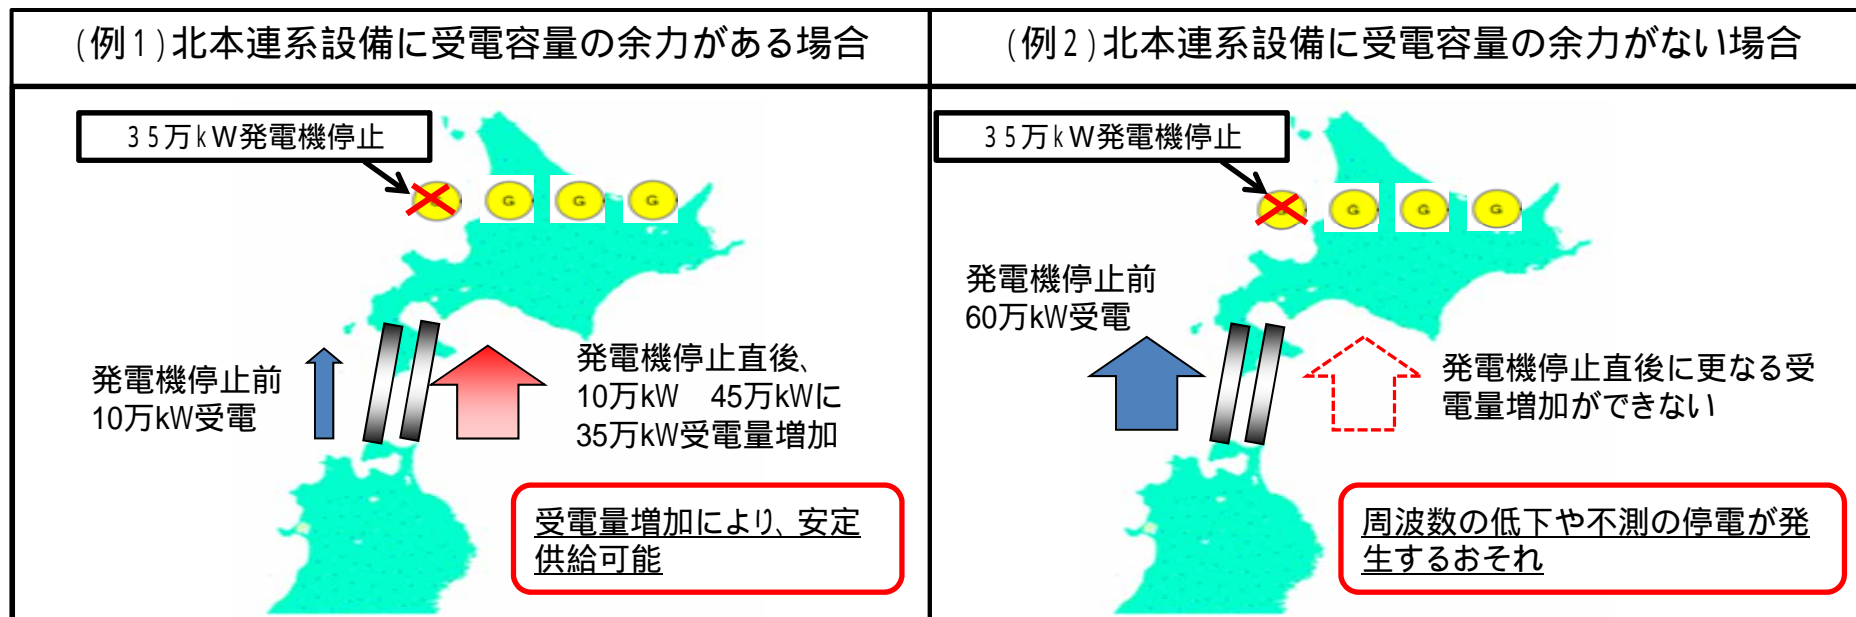 (例1)北本連系設備に受電容量の余力がある場合
35万kW発電機停止
G
G
G
G
発電機停止前
10万kW受電
発電機停止直後、
10万kW 45万kWに
35万kW受電量増加
受電量増加により、安定
供給可能
(例2)北本連系設備に受電容量の余力がない場合
35万kW発電機停止
G
G
G
G
発電機停止前
60万kW受電
発電機停止直後に更なる受
電量増加ができない
周波数の低下や不測の停電が発
生するおそれ